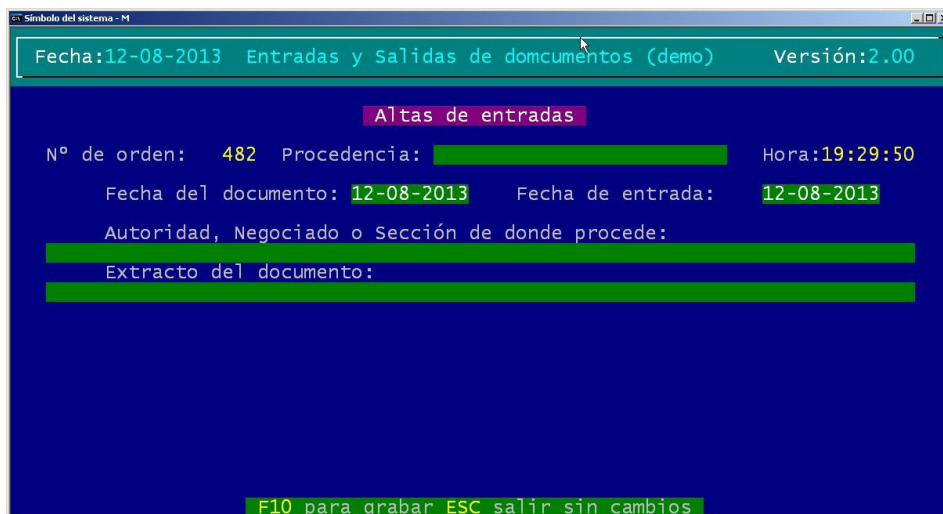 Símbolo del sistema - M
Fecha:12-08-2013 Entradas y Salidas de domcumentos (demo) Versión:2.00
Altas de entradas
Nº de orden: 482 Procedencia: Hora:19:29:50
Fecha del documento: 12-08-2013 Fecha de entrada: 12-08-2013
Autoridad, Negociado o Sección de donde procede:
Extracto del documento:
F10 para grabar ESC salir sin cambios